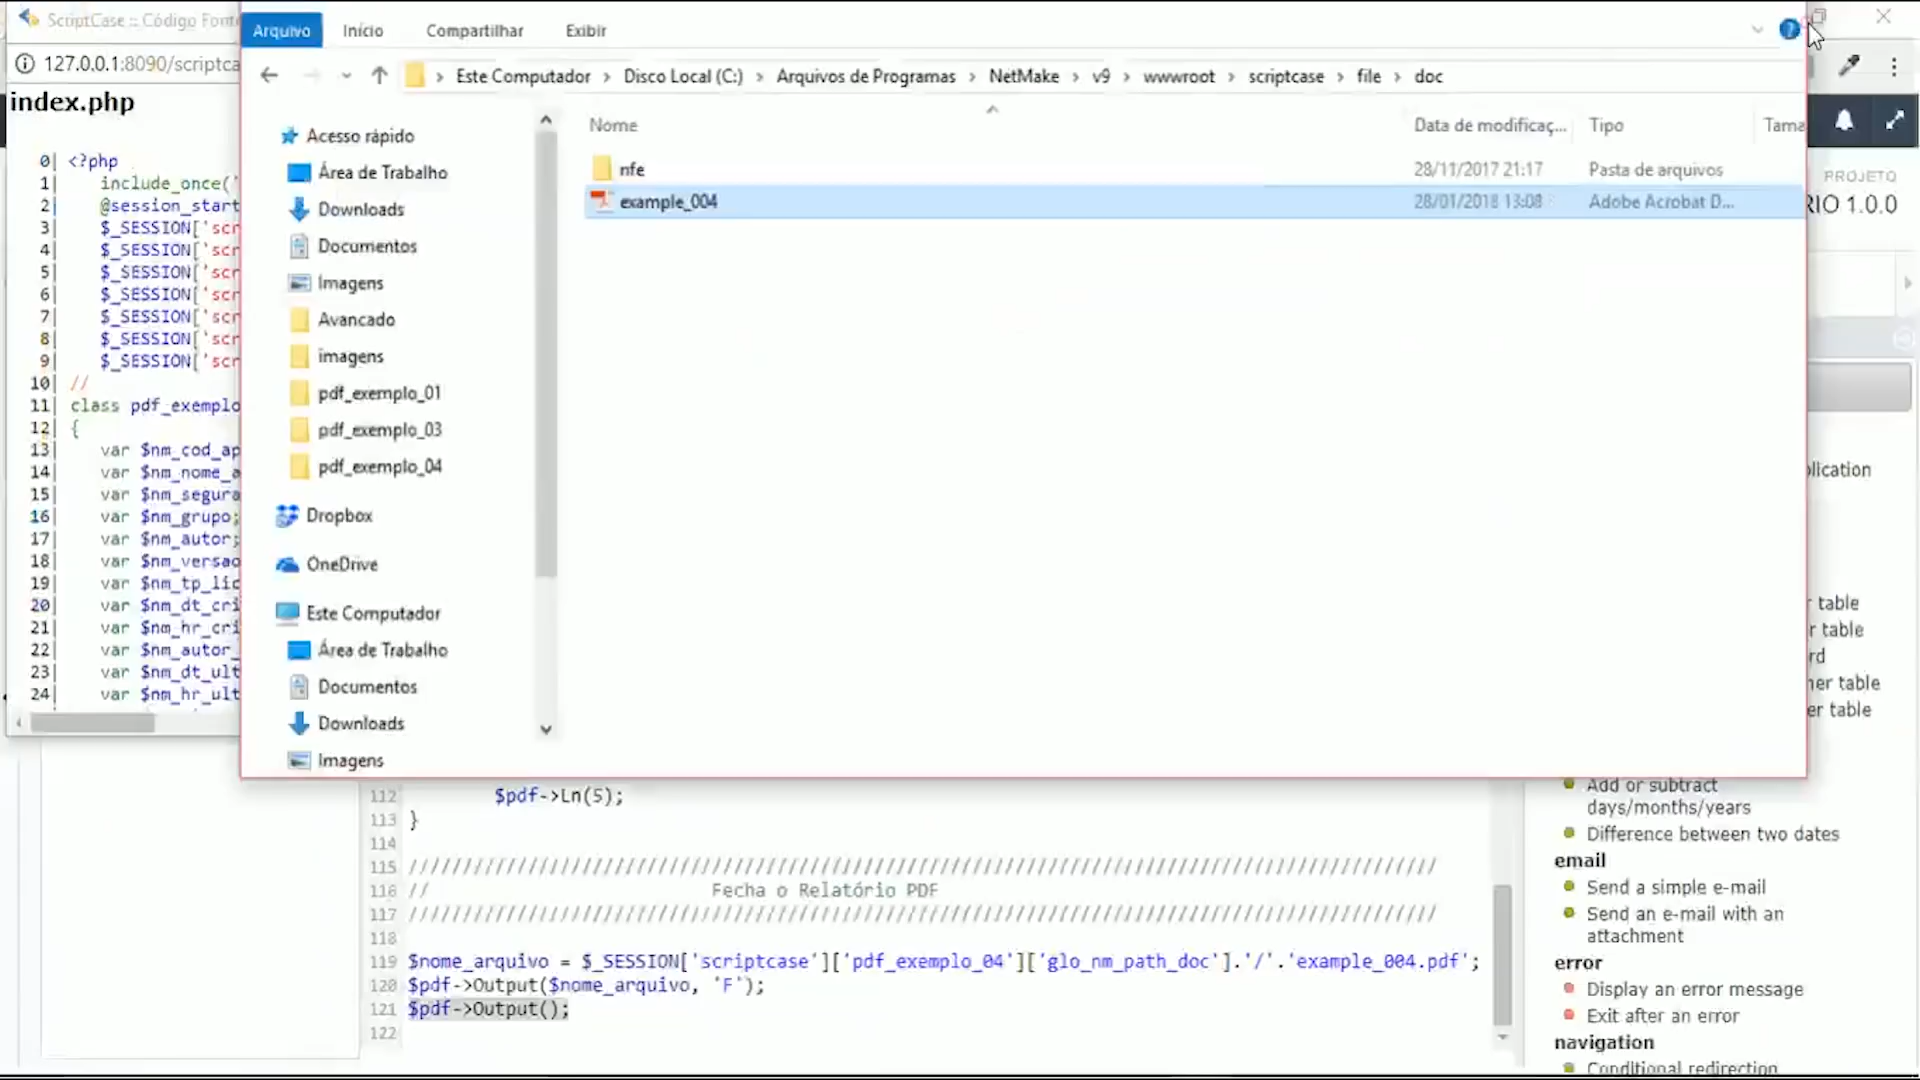 ScriptCase :: Código Font
127.0.0.1:8090/scriptca
index.php
0| <?php
1| include_once('
2| @session_start
3| $_SESSION['scr
4| $_SESSION['scr
5| $_SESSION['scr
6| $_SESSION['scr
7| $_SESSION['scr
8| $_SESSION['scr
9| $_SESSION['scr
10| //
11| class pdf_exemplo
12| {
13| var $nm_cod_ap
14| var $nm_nome_a
15| var $nm_segura
16| var $nm_grupo;
17| var $nm_autor;
18| var $nm_versao
19| var $nm_tp_lic
20| var $nm_dt_cri
21| var $nm_hr_cri
22| var $nm_autor_
23| var $nm_dt_ult
24| var $nm_hr_ult
Arquivo Início Compartilhar Exibir
Este Computador > Disco Local (C:) > Arquivos de Programas > NetMake > v9 > wwwroot > scriptcase > file > doc
Acesso rápido
Área de Trabalho
Downloads
Documentos
Imagens
Avancado
imagens
pdf_exemplo_01
pdf_exemplo_03
pdf_exemplo_04
Dropbox
OneDrive
Este Computador
Área de Trabalho
Documentos
Downloads
Imagens
Nome Data de modificaç... Tipo Tama
nfe 28/11/2017 21:17 Pasta de arquivos
example_004 28/01/2018 13:08 Adobe Acrobat D...
PROJETO
RIO 1.0.0
plication
r table
r table
rd
her table
er table
112 $pdf->Ln(5);
113 }
114
115 ////////////////////////////////////////////////////////////////////////////////////////
116 // Fecha o Relatório PDF
117 ////////////////////////////////////////////////////////////////////////////////////////
118
119 $nome_arquivo = $_SESSION['scriptcase']['pdf_exemplo_04']['glo_nm_path_doc'].'/'.'example_004.pdf';
120 $pdf->Output($nome_arquivo, 'F');
121 $pdf->Output();
122
Add or subtract
days/months/years
Difference between two dates
email
Send a simple e-mail
Send an e-mail with an
attachment
error
Display an error message
Exit after an error
navigation
Conditional redirection